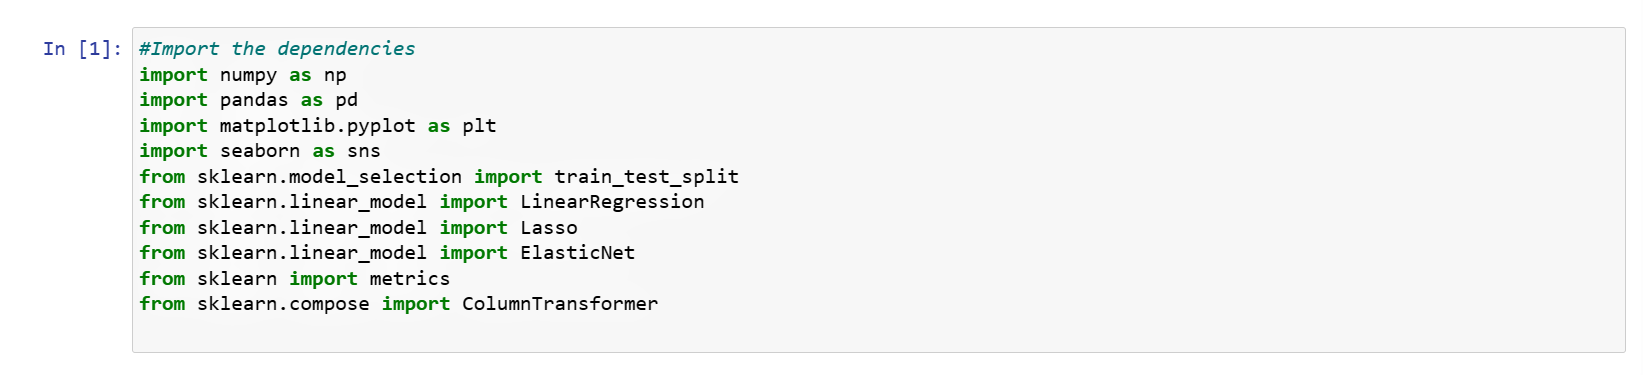 In [1]: #Import the dependencies
import numpy as np
import pandas as pd
import matplotlib.pyplot as plt
import seaborn as sns
from sklearn.model_selection import train_test_split
from sklearn.linear_model import LinearRegression
from sklearn.linear_model import Lasso
from sklearn.linear_model import ElasticNet
from sklearn import metrics
from sklearn.compose import ColumnTransformer